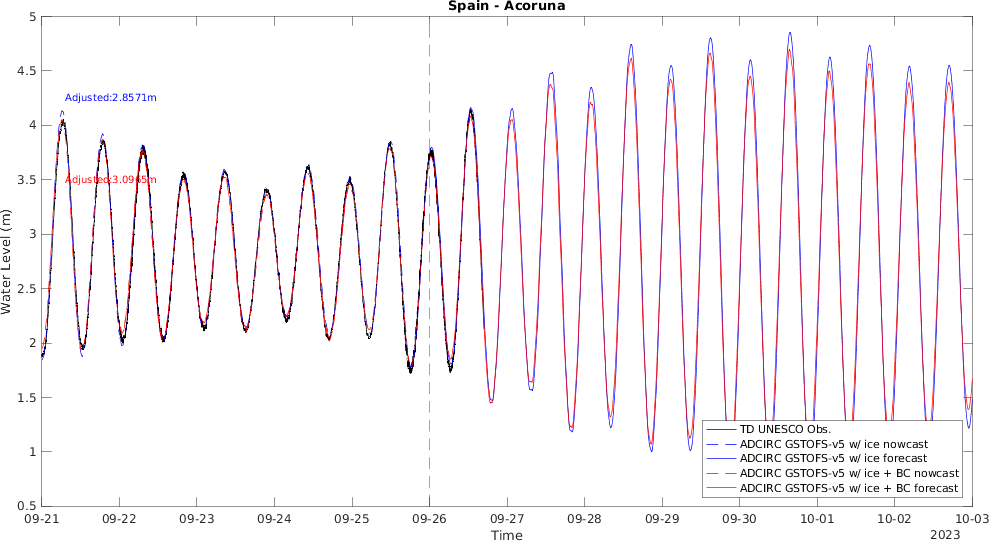 Spain - Acoruna
5
4.5
4
3.5
3
2.5
2
1.5
1
0.5
Water Level (m)
Adjusted:2.8571m
Adjusted:3.0965m
TD UNESCO Obs.
ADCIRC GSTOFS-v5 w/ ice nowcast
ADCIRC GSTOFS-v5 w/ ice forecast
ADCIRC GSTOFS-v5 w/ ice + BC nowcast
ADCIRC GSTOFS-v5 w/ ice + BC forecast
09-21 09-22 09-23 09-24 09-25 09-26 09-27 09-28 09-29 09-30 10-01 10-02 10-03
Time
2023